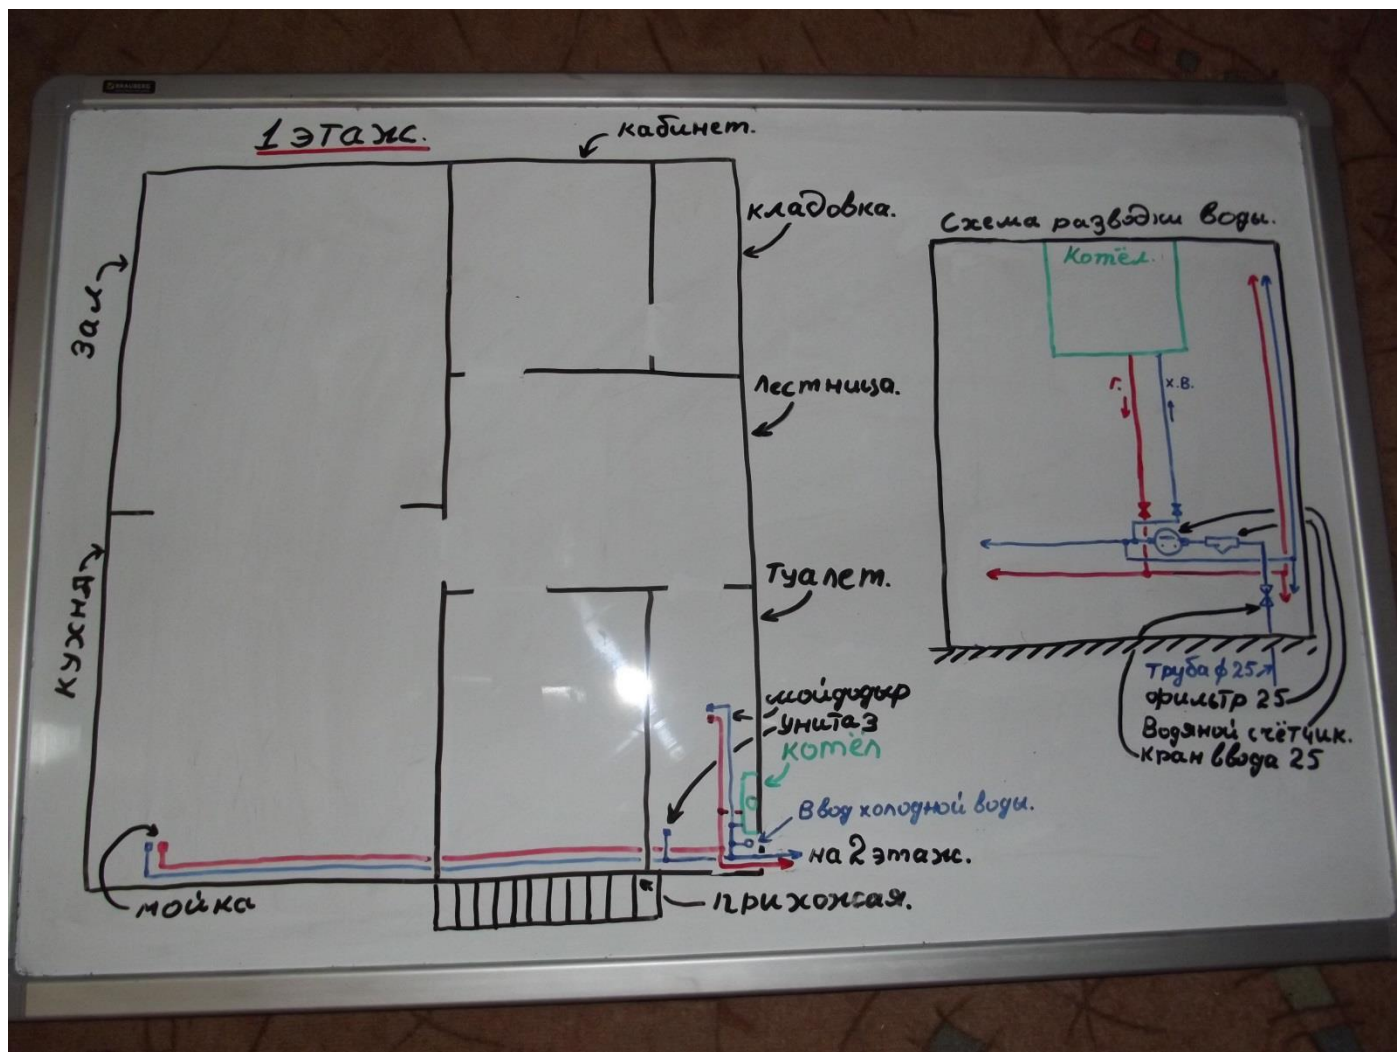 BRAUBERG
1 этаж.
кабинет.
кладовка.
Зал
Лестница.
Кухня
Туалет.
мойдодыр
унитаз
котёл
Ввод холодной воды.
на 2 этаж.
мойка
прихожая.
Схема разводки воды.
Котёл.
г.
х.в.
труба ф 25
фильтр 25
Водяной счётчик.
кран ввода 25